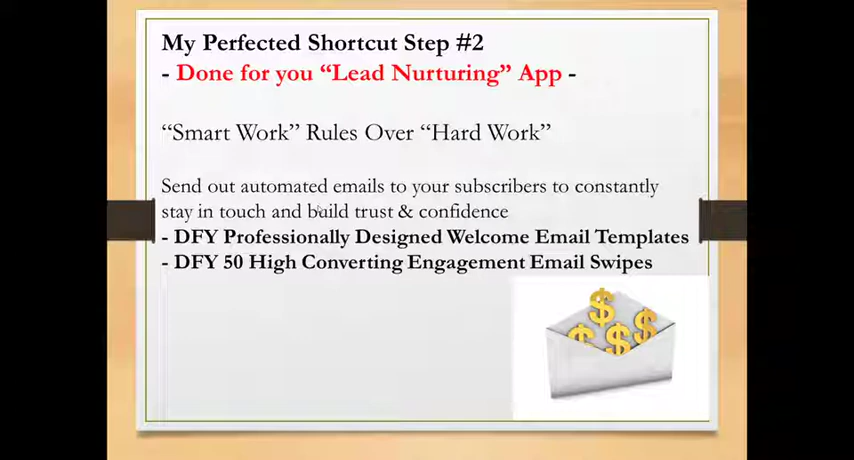 My Perfected Shortcut Step #2
- Done for you “Lead Nurturing” App -
“Smart Work” Rules Over “Hard Work”
Send out automated emails to your subscribers to constantly
stay in touch and build trust & confidence
- DFY Professionally Designed Welcome Email Templates
- DFY 50 High Converting Engagement Email Swipes
$
$ $ $